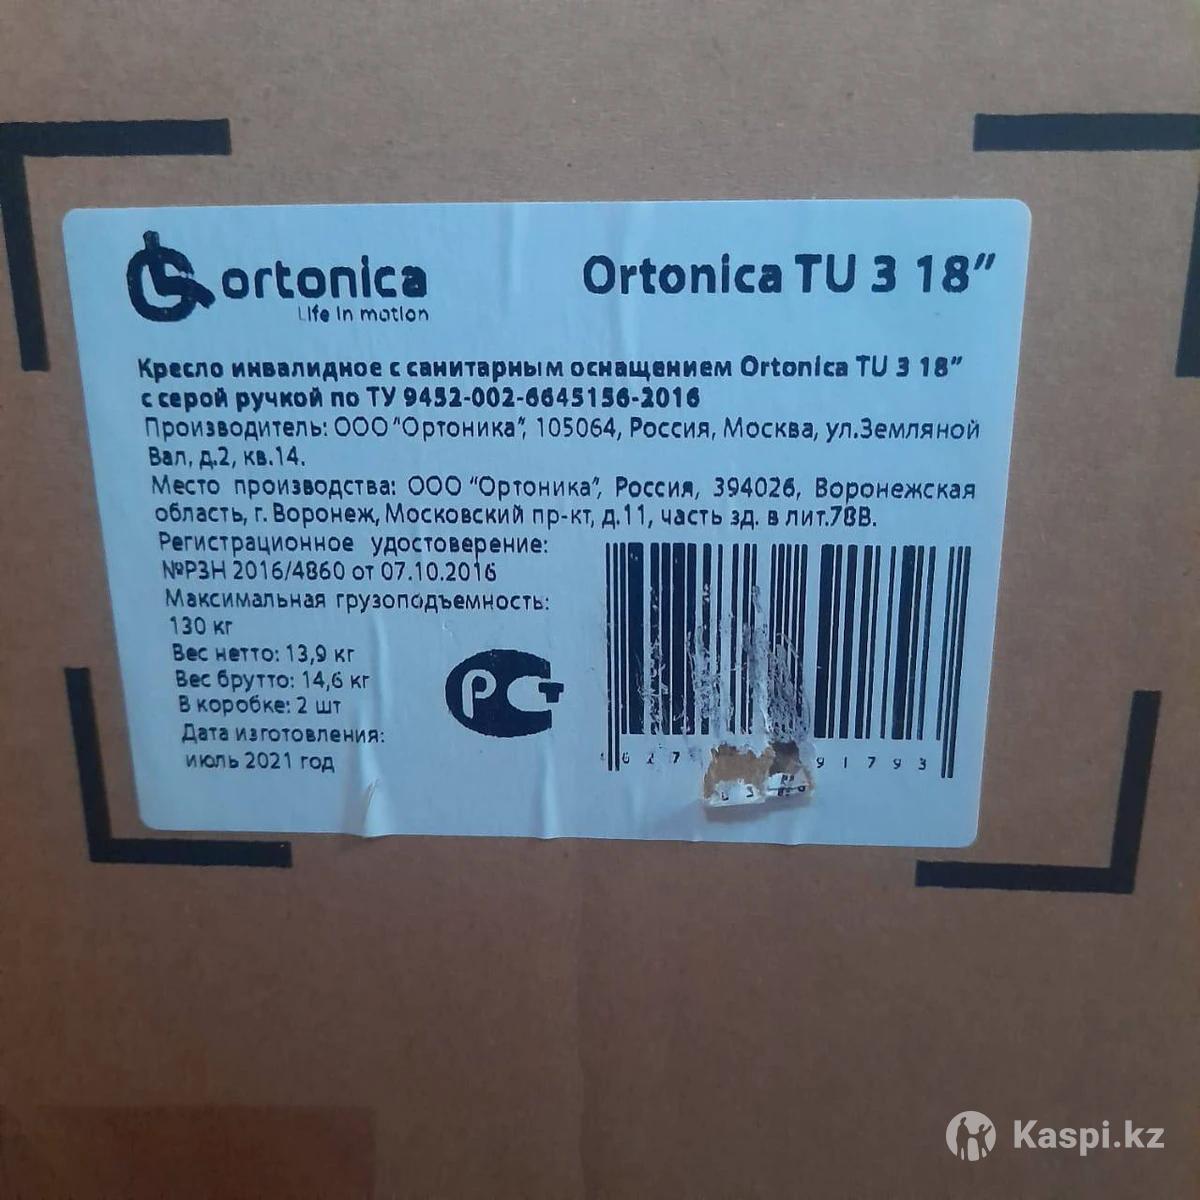 ortonica
Life in motion
Ortonica TU 3 18”
Кресло инвалидное с санитарным оснащением Ortonica TU 3 18”
с серой ручкой по ТУ 9452-002-6645156-2016
Производитель: ООО “Ортоника”, 105064, Россия, Москва, ул.Земляной
Вал, д.2, кв.14.
Место производства: ООО “Ортоника”, Россия, 394026, Воронежская
область, г. Воронеж, Московский пр-кт, д.11, часть зд. в лит.78В.
Регистрационное удостоверение:
№РЗН 2016/4860 от 07.10.2016
Максимальная грузоподъемность:
130 кг
Вес нетто: 13,9 кг
Вес брутто: 14,6 кг
В коробке: 2 шт
Дата изготовления:
июль 2021 год
РСТ
627
91793
Kaspi.kz